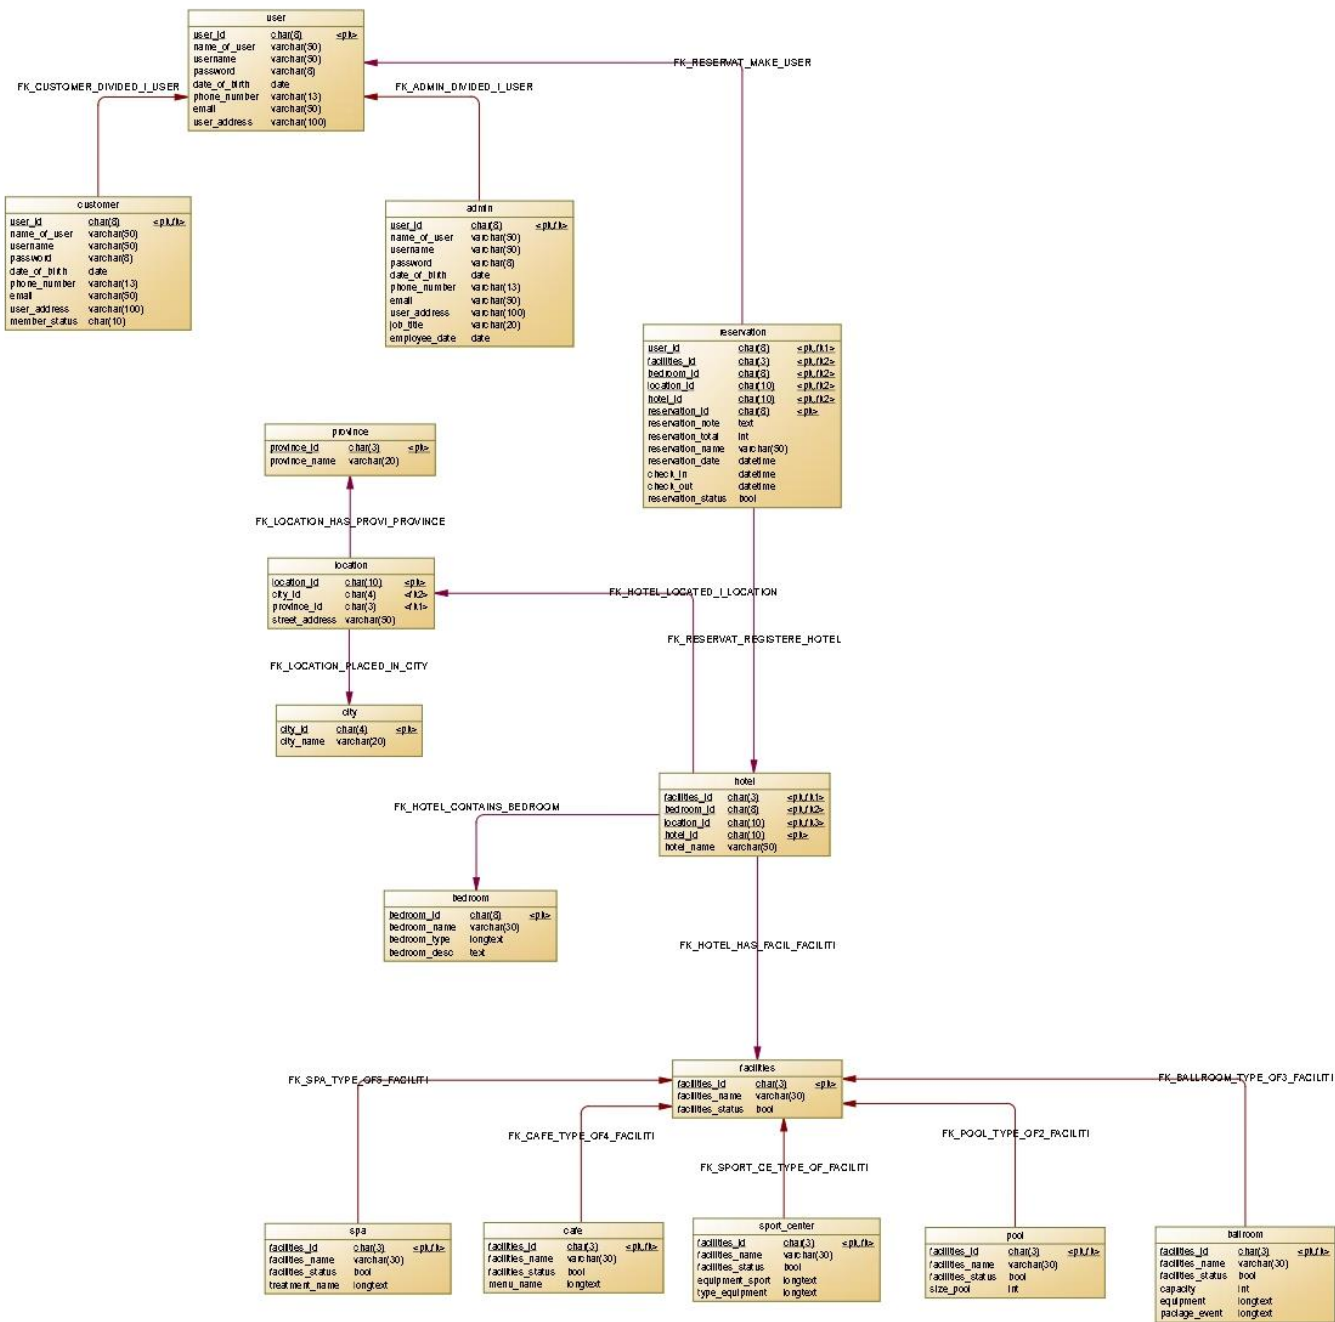 user
user_id char(8) <pk>
name_of_user varchar(50)
username varchar(50)
password varchar(8)
date_of_birth date
phone_number varchar(13)
email varchar(50)
user_address varchar(100)
FK_RESERVAT_MAKE_USER
FK_CUSTOMER_DIVIDED_I_USER
FK_ADMIN_DIVIDED_I_USER
customer
user_id char(8) <pk,fk>
name_of_user varchar(50)
username varchar(50)
password varchar(8)
date_of_birth date
phone_number varchar(13)
email varchar(50)
user_address varchar(100)
member_status char(10)
admin
user_id char(8) <pk,fk>
name_of_user varchar(50)
username varchar(50)
password varchar(8)
date_of_birth date
phone_number varchar(13)
email varchar(50)
user_address varchar(100)
job_title varchar(20)
employee_date date
reservation
user_id char(8) <pk,fk1>
facilities_id char(3) <pk,fk2>
bedroom_id char(8) <pk,fk2>
location_id char(10) <pk,fk2>
hotel_id char(10) <pk,fk2>
reservation_id char(8) <pk>
reservation_note text
reservation_total int
reservation_name varchar(50)
reservation_date datetime
check_in datetime
check_out datetime
reservation_status bool
province
province_id char(3) <pk>
province_name varchar(20)
FK_LOCATION_HAS_PROVI_PROVINCE
location
location_id char(10) <pk>
city_id char(4) <fk2>
province_id char(3) <fk1>
street_address varchar(50)
FK_HOTEL_LOCATED_I_LOCATION
FK_RESERVAT_REGISTERE_HOTEL
FK_LOCATION_PLACED_IN_CITY
city
city_id char(4) <pk>
city_name varchar(20)
hotel
facilities_id char(3) <pk,fk1>
bedroom_id char(8) <pk,fk2>
location_id char(10) <pk,fk3>
hotel_id char(10) <pk>
hotel_name varchar(50)
FK_HOTEL_CONTAINS_BEDROOM
bedroom
bedroom_id char(8) <pk>
bedroom_name varchar(30)
bedroom_type longtext
bedroom_desc text
FK_HOTEL_HAS_FACIL_FACILITI
facilities
facilities_id char(3) <pk>
facilities_name varchar(30)
facilities_status bool
FK_SPA_TYPE_OF5_FACILITI
FK_BALLROOM_TYPE_OF3_FACILITI
FK_CAFE_TYPE_OF4_FACILITI
FK_POOL_TYPE_OF2_FACILITI
FK_SPORT_CE_TYPE_OF_FACILITI
spa
facilities_id char(3) <pk,fk>
facilities_name varchar(30)
facilities_status bool
treatment_name longtext
cafe
facilities_id char(3) <pk,fk>
facilities_name varchar(30)
facilities_status bool
menu_name longtext
sport_center
facilities_id char(3) <pk,fk>
facilities_name varchar(30)
facilities_status bool
equipment_sport longtext
type_equipment longtext
pool
facilities_id char(3) <pk,fk>
facilities_name varchar(30)
facilities_status bool
size_pool int
ballroom
facilities_id char(3) <pk,fk>
facilities_name varchar(30)
facilities_status bool
capacity int
equipment longtext
package_event longtext